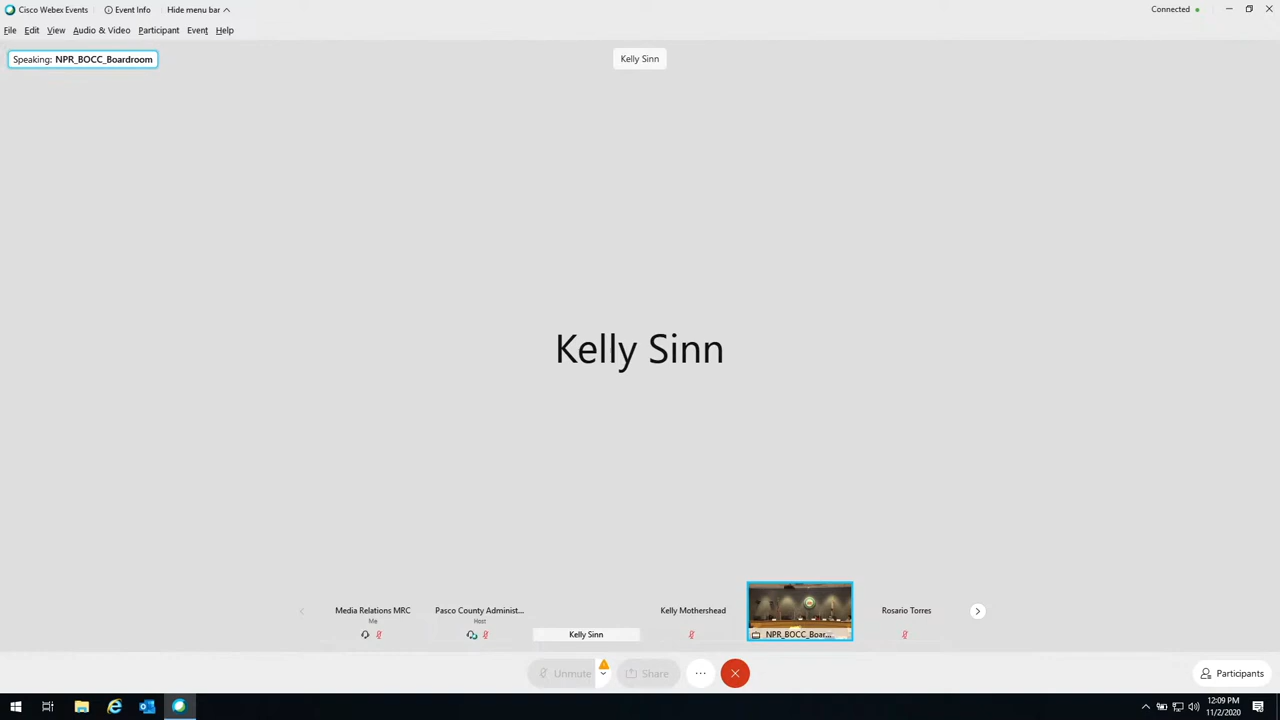 Cisco Webex Events Event Info Hide menu bar Connected
File Edit View Audio & Video Participant Event Help
Speaking: NPR_BOCC_Boardroom
Kelly Sinn
Kelly Sinn
Media Relations MRC
Me
Pasco County Administ...
Host
Kelly Sinn
Kelly Mothershead
NPR_BOCC_Boar...
Rosario Torres
Unmute Share Participants
12:09 PM
11/2/2020